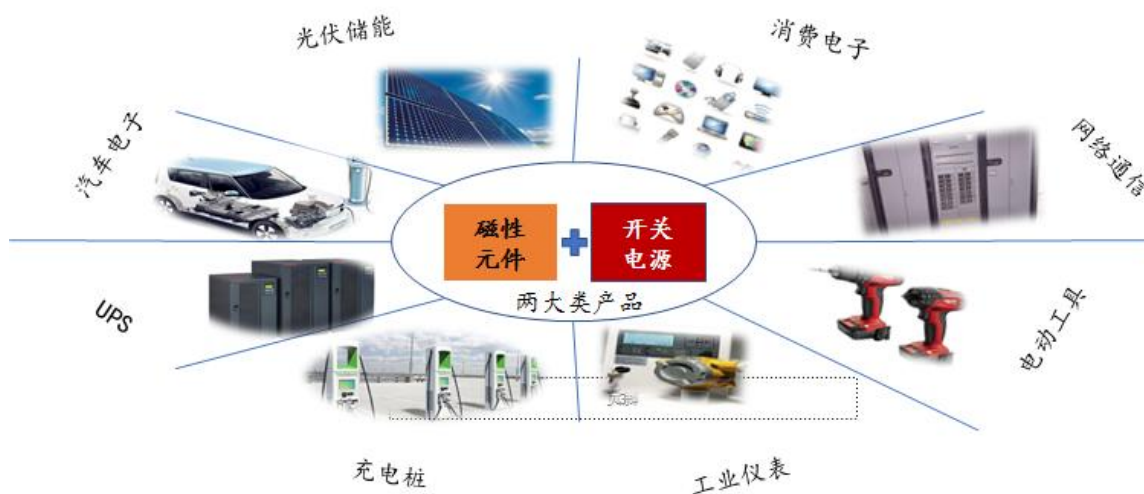 光伏储能
消费电子
汽车电子
网络通信
磁性
元件
开关
电源
两大类产品
UPS
电动工具
充电桩
工业仪表